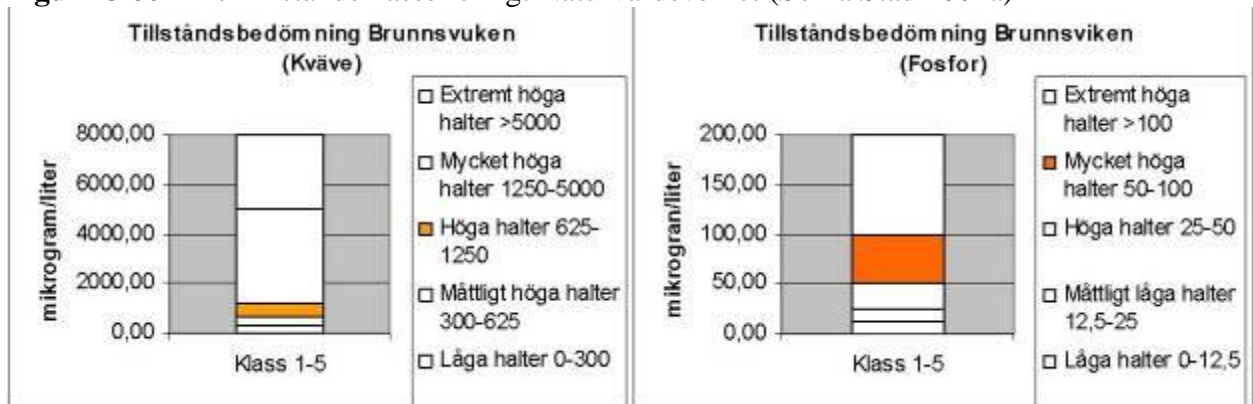 Tillståndsbedömning Brunnsvuken
(Kväve)
mikrogram/liter
8000,00
6000,00
4000,00
2000,00
0,00
Klass 1-5
Extremt höga
halter >5000
Mycket höga
halter 1250-5000
Höga halter 625-
1250
Måttligt höga halter
300-625
Låga halter 0-300
Tillståndsbedömning Brunnsviken
(Fosfor)
mikrogran/liter
200,00
150,00
100,00
50,00
0,00
Klass 1-5
Extremt höga
halter >100
Mycket höga
halter 50-100
Höga halter 25-50
Måttligt låga halter
12,5-25
Låga halter 0-12,5